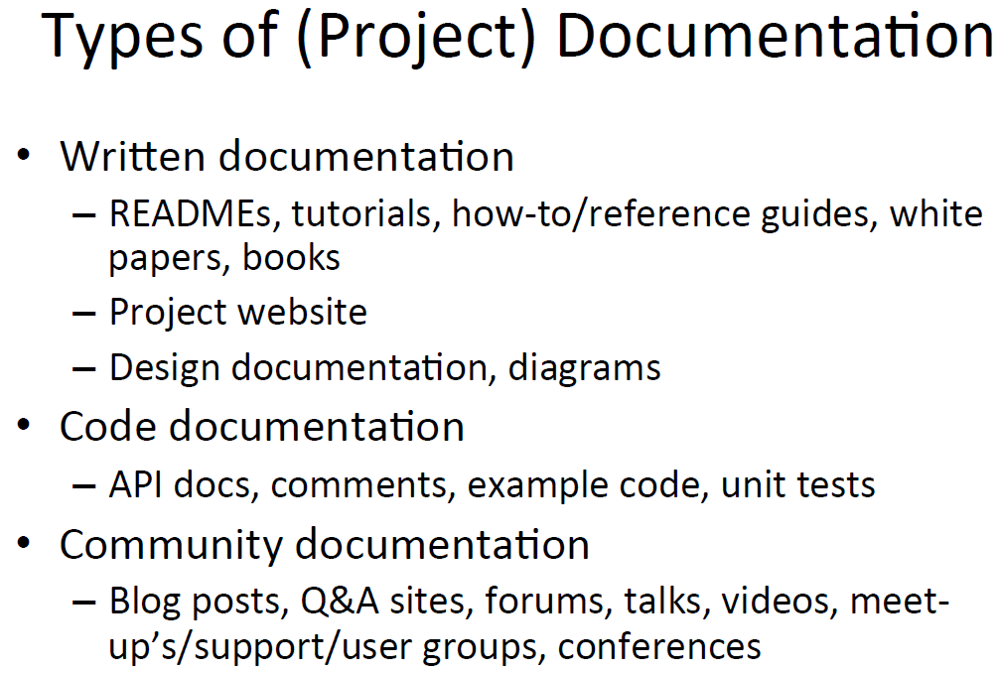 Types of (Project) Documentation
• Written documentation
– READMEs, tutorials, how-to/reference guides, white
papers, books
– Project website
– Design documentation, diagrams
• Code documentation
– API docs, comments, example code, unit tests
• Community documentation
– Blog posts, Q&A sites, forums, talks, videos, meet-
up’s/support/user groups, conferences